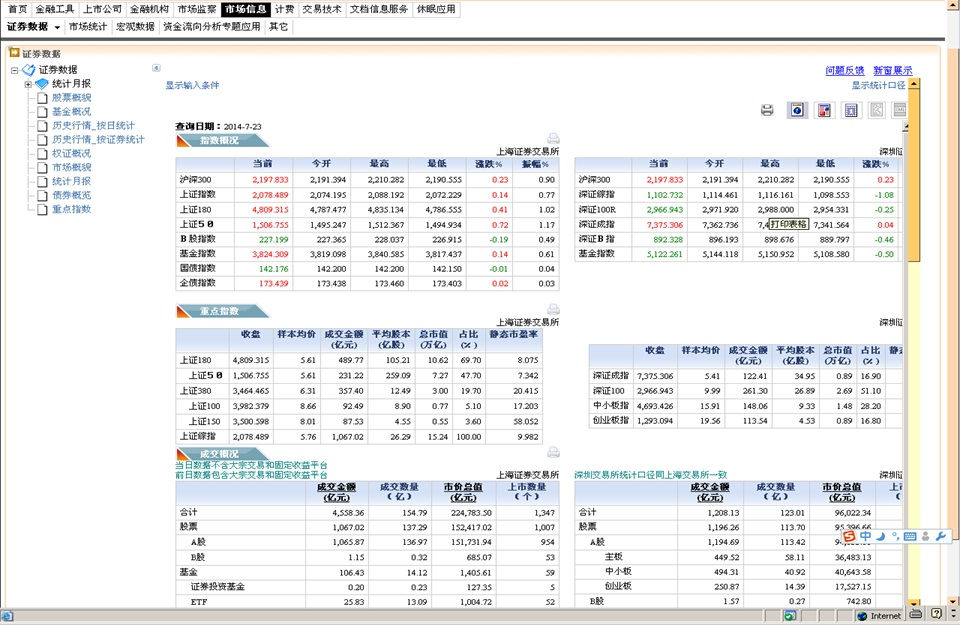 首页 金融工具 上市公司 金融机构 市场监察 市场信息 计费 交易技术 文档信息服务 休眠应用
证券数据 市场统计 宏观数据 资金流向分析专题应用 其它
证券数据
证券数据
统计月报
股票概貌
基金概况
历史行情_按日统计
历史行情_按证券统计
权证概况
市场概貌
统计月报
债券概览
重点指数
问题反馈 新窗展示
显示输入条件 显示统计口径
查询日期：2014-7-23
指数概况
上海证券交易所
当前 今开 最高 最低 涨跌% 振幅%
沪深300 2,197.833 2,191.394 2,210.282 2,190.555 0.23 0.90
上证指数 2,078.489 2,074.195 2,088.192 2,072.229 0.14 0.77
上证180 4,809.315 4,787.477 4,835.134 4,786.555 0.41 1.02
上证50 1,506.755 1,495.247 1,512.367 1,494.934 0.72 1.17
B股指数 227.199 227.365 228.037 226.915 -0.19 0.49
基金指数 3,824.309 3,819.098 3,840.585 3,817.437 0.14 0.61
国债指数 142.176 142.200 142.200 142.150 -0.01 0.04
企债指数 173.439 173.438 173.460 173.403 0.02 0.03
深圳
当前 今开 最高 最低 涨跌%
沪深300 2,197.833 2,191.394 2,210.282 2,190.555 0.23
深证综指 1,102.732 1,114.461 1,116.161 1,098.553 -1.08
深证100R 2,966.943 2,971.920 2,988.000 2,954.331 -0.25
深证成指 7,375.306 7,362.736 7,4 打印表格 7,341.564 0.04
深证B指 892.328 896.193 898.676 889.797 -0.46
基金指数 5,122.261 5,144.118 5,150.952 5,108.580 -0.50
重点指数
上海证券交易所
收盘 样本均价 成交金额(亿元) 平均股本(亿股) 总市值(万亿) 占比(%) 静态市盈率
上证180 4,809.315 5.61 489.77 105.21 10.62 69.70 8.075
上证50 1,506.755 5.61 231.22 259.09 7.27 47.70 7.342
上证380 3,464.465 6.31 357.40 12.49 3.00 19.70 20.415
上证100 3,982.379 8.66 92.49 8.90 0.77 5.10 17.203
上证150 3,500.598 8.01 87.53 4.55 0.55 3.60 58.052
上证综指 2,078.489 5.76 1,067.02 26.29 15.24 100.00 9.982
深圳
收盘 样本均价 成交金额(亿元) 平均股本(亿股) 总市值(万亿) 占比(%) 静
深证成指 7,375.306 5.41 122.41 34.95 0.89 16.90
深证100 2,966.943 9.99 261.30 26.89 2.69 51.10
中小板指 4,693.426 15.91 148.06 9.33 1.48 28.20
创业板指 1,293.094 19.56 113.54 4.53 0.89 16.80
成交概况
当日数据不含大宗交易和固定收益平台
前日数据包含大宗交易和固定收益平台
上海证券交易所
成交金额(亿元) 成交数量(亿) 市价总值(亿元) 上市数量(个)
合计 4,558.36 154.79 224,783.50 1,347
股票 1,067.02 137.29 152,417.02 1,007
A股 1,065.87 136.97 151,731.94 954
B股 1.15 0.32 685.07 53
基金 106.43 14.12 1,405.61 59
证券投资基金 0.20 0.23 127.35 5
ETF 25.83 13.09 1,004.72 52
深圳交易所统计口径同上海交易所一致
深圳
成交金额(亿元) 成交数量(亿) 市价总值(亿元) 上
合计 1,208.13 123.01 96,022.34
股票 1,196.26 113.70 95,396.66
A股 1,194.69 113.42
主板 449.52 58.11 36,483.13
中小板 494.31 40.92 40,643.58
创业板 250.87 14.39 17,527.15
B股 1.57 0.27 742.80
中
Internet